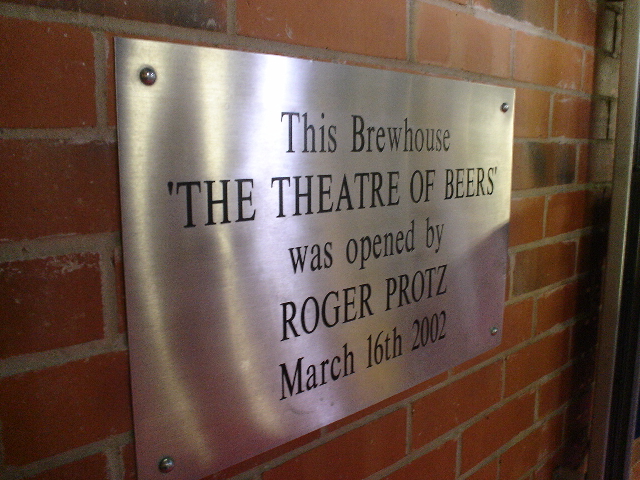 This Brewhouse
'THE THEATRE OF BEERS'
was opened by
ROGER PROTZ
March 16th 2002